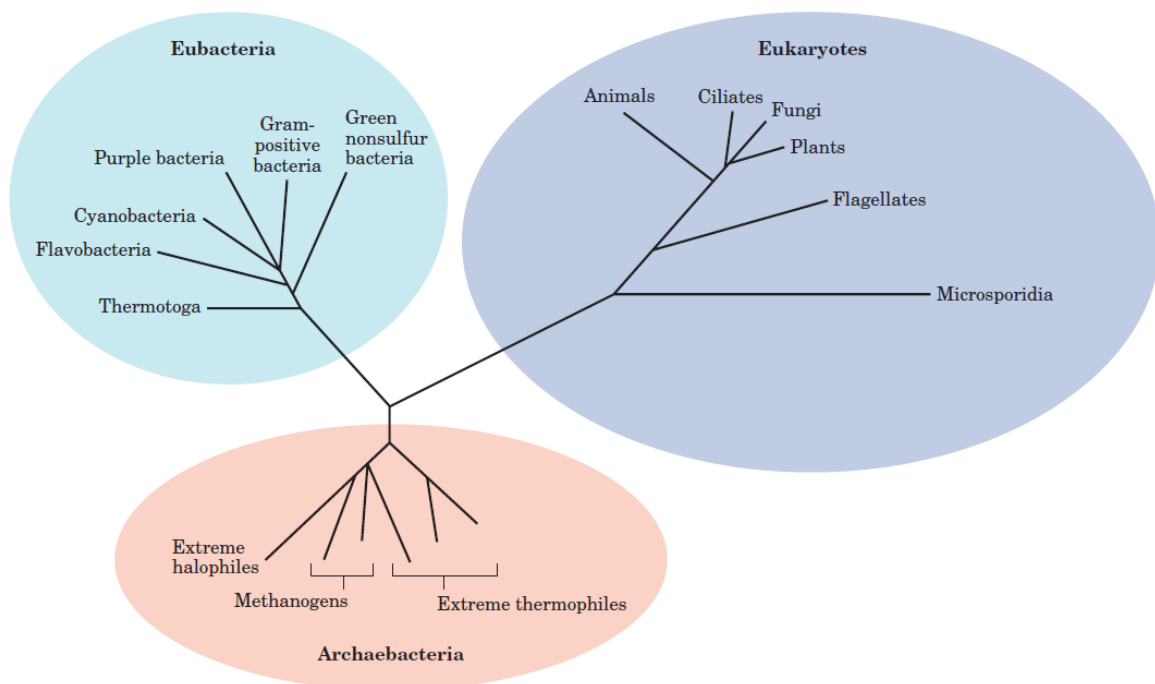 Eubacteria
Green
nonsulfur
bacteria
Gram-
positive
bacteria
Purple bacteria
Cyanobacteria
Flavobacteria
Thermotoga
Eukaryotes
Animals
Ciliates
Fungi
Plants
Flagellates
Microsporidia
Extreme
halophiles
Methanogens
Extreme thermophiles
Archaebacteria